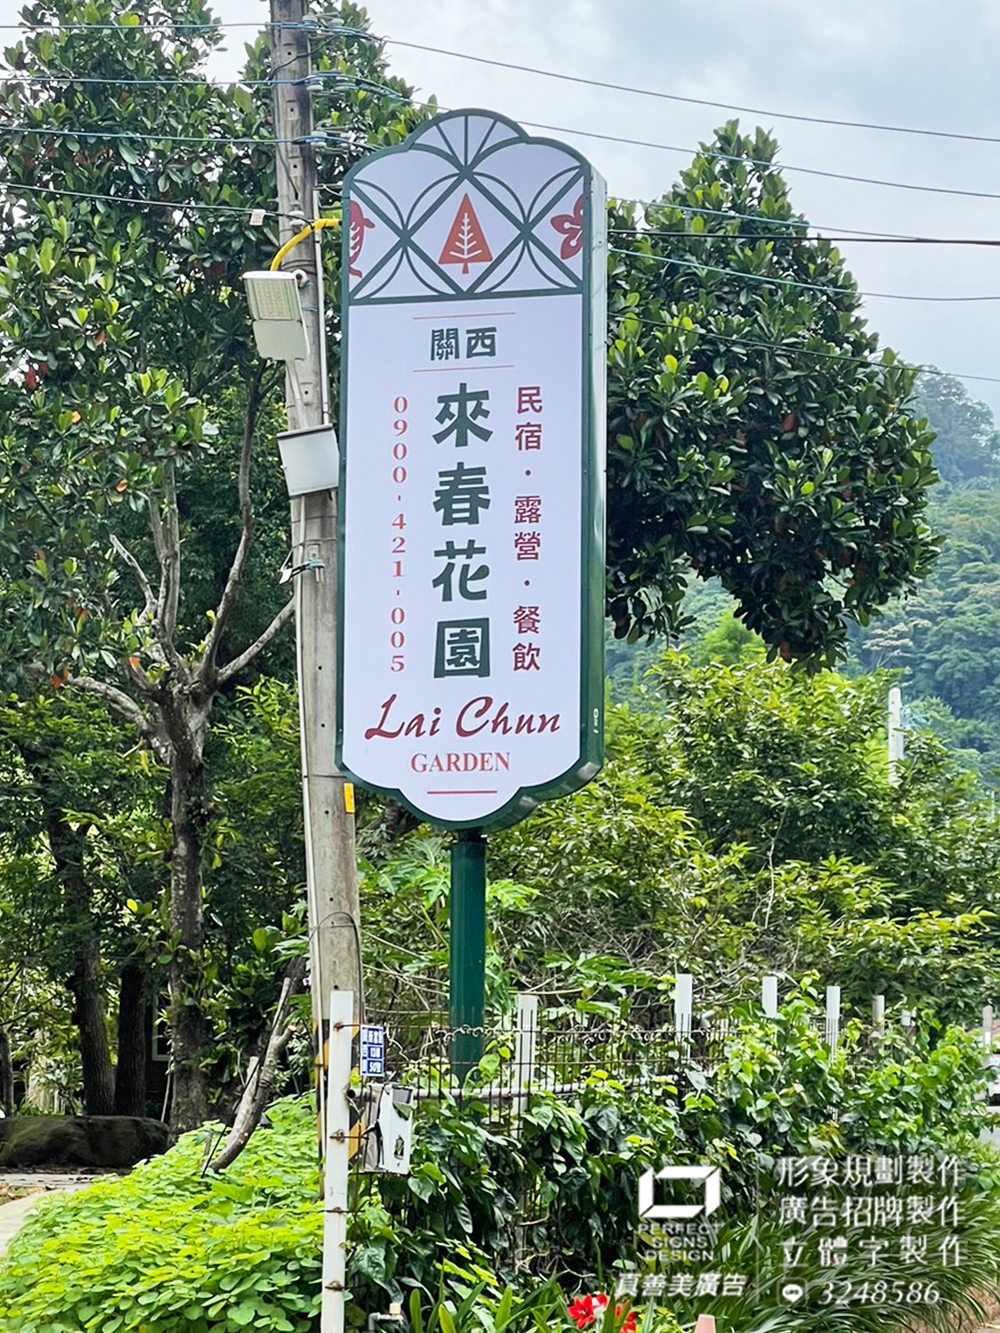 關西
民宿·露營·餐飲
來春花園
0900-421-005
Lai Chun
GARDEN
PERFECT
SIGNS
DESIGN
真善美廣告
形象規劃製作
廣告招牌製作
立體字製作
3248586